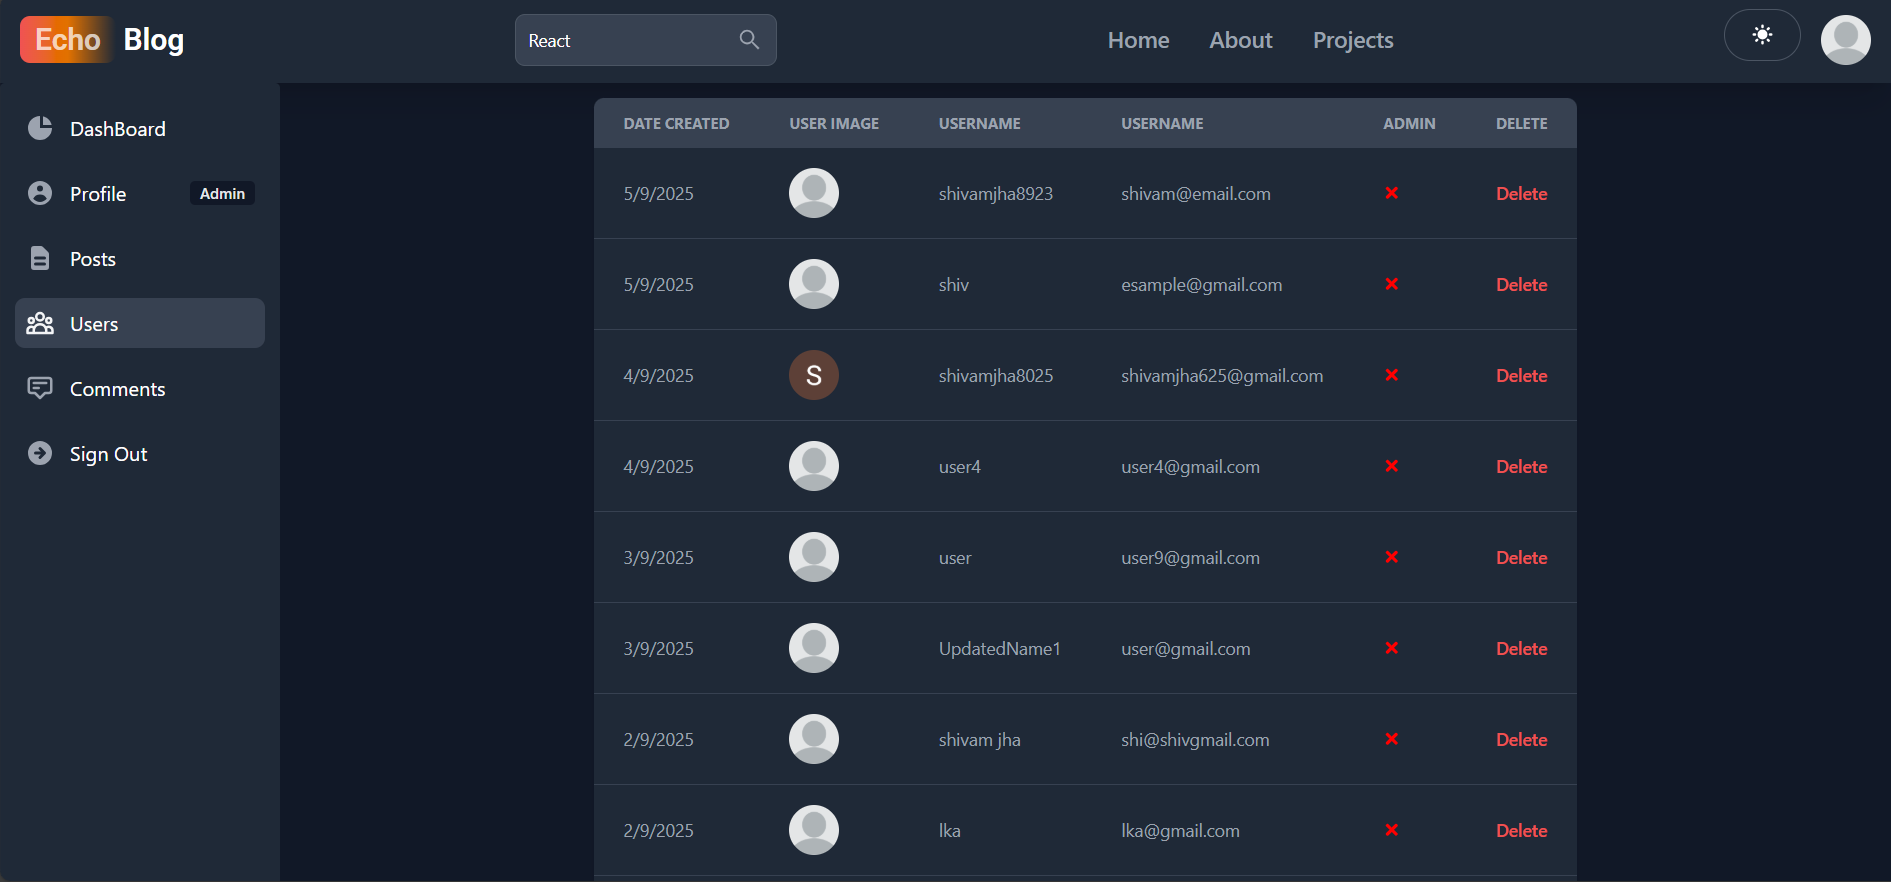 Echo Blog
React
Home About Projects
DashBoard
Profile Admin
Posts
Users
Comments
Sign Out
DATE CREATED USER IMAGE USERNAME USERNAME ADMIN DELETE
5/9/2025 shivamjha8923 shivam@email.com Delete
5/9/2025 shiv esample@gmail.com Delete
4/9/2025 S shivamjha8025 shivamjha625@gmail.com Delete
4/9/2025 user4 user4@gmail.com Delete
3/9/2025 user user9@gmail.com Delete
3/9/2025 UpdatedName1 user@gmail.com Delete
2/9/2025 shivam jha shi@shivgmail.com Delete
2/9/2025 lka lka@gmail.com Delete